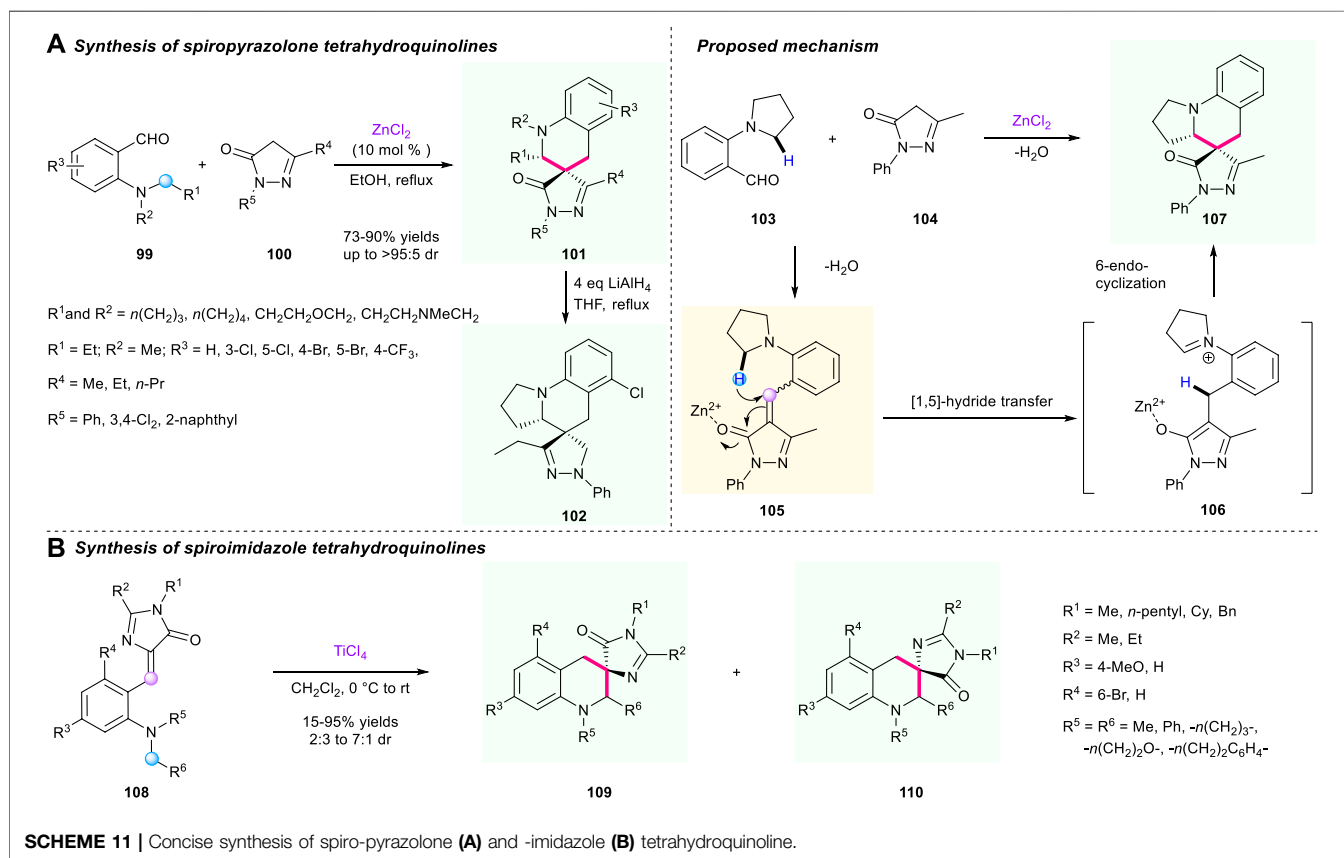 A Synthesis of spiropyrazolone tetrahydroquinolines
R³
CHO
N
R¹
R²
99
+
O
R⁴
N
N
R⁵
100
ZnCl₂
(10 mol % )
EtOH, reflux
73-90% yields
up to >95:5 dr
R³
R²
N
R¹
O
R⁴
N
N
R⁵
101
4 eq LiAlH₄
THF, reflux
R¹and R² = n(CH₂)₃, n(CH₂)₄, CH₂CH₂OCH₂, CH₂CH₂NMeCH₂
R¹ = Et; R² = Me; R³ = H, 3-Cl, 5-Cl, 4-Br, 5-Br, 4-CF₃,
R⁴ = Me, Et, n-Pr
R⁵ = Ph, 3,4-Cl₂, 2-naphthyl
N
Cl
N
N
Ph
102
Proposed mechanism
N
H
CHO
103
+
O
N
N
Ph
104
ZnCl₂
-H₂O
N
O
N
N
Ph
107
-H₂O
N
H
Zn²⁺
O
N
N
Ph
105
[1,5]-hydride transfer
6-endo-
cyclization
N
+
H
Zn²⁺
O
N
N
Ph
106
B Synthesis of spiroimidazole tetrahydroquinolines
R²
R¹
N
N
O
R⁴
R³
R⁵
N
R⁶
108
TiCl₄
CH₂Cl₂, 0 °C to rt
15-95% yields
2:3 to 7:1 dr
R¹
R⁴
O
N
R²
N
R³
N
R⁶
R⁵
109
+
R²
R⁴
N
N
R¹
O
R³
N
R⁶
R⁵
110
R¹ = Me, n-pentyl, Cy, Bn
R² = Me, Et
R³ = 4-MeO, H
R⁴ = 6-Br, H
R⁵ = R⁶ = Me, Ph, -n(CH₂)₃-,
-n(CH₂)₂O-, -n(CH₂)₂C₆H₄-
SCHEME 11 | Concise synthesis of spiro-pyrazolone (A) and -imidazole (B) tetrahydroquinoline.